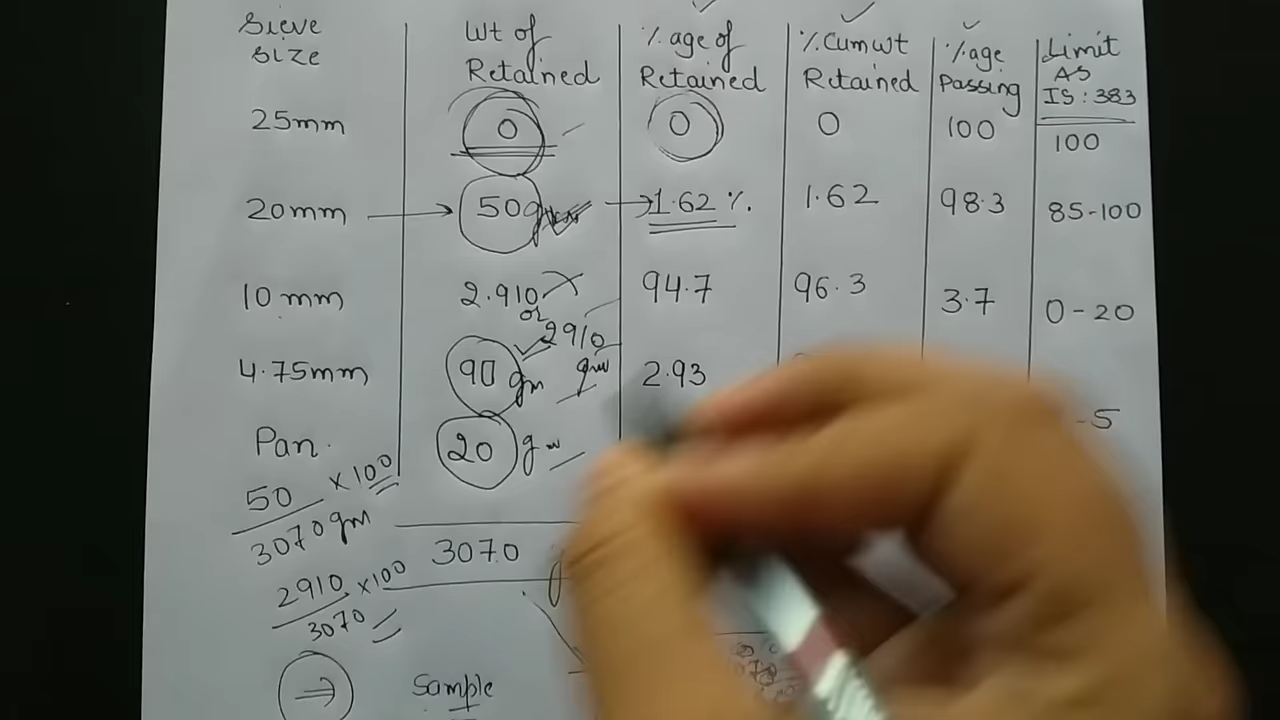 Sieve Size | Wt of Retained | %age of Retained | % Cum wt Retained | %age Passing | Limit As IS:383
25mm | 0 | 0 | 0 | 100 | 100
20mm → 50gm → 1.62 % | 1.62 | 98.3 | 85-100
10 mm | 2.910 or 2910 gm | 94.7 | 96.3 | 3.7 | 0-20
4.75mm | 90 gm | 2.93
-5
Pan. | 20 gm
50 × 100
3070 gm
3070
2910 ×100
3070
⇒ Sample